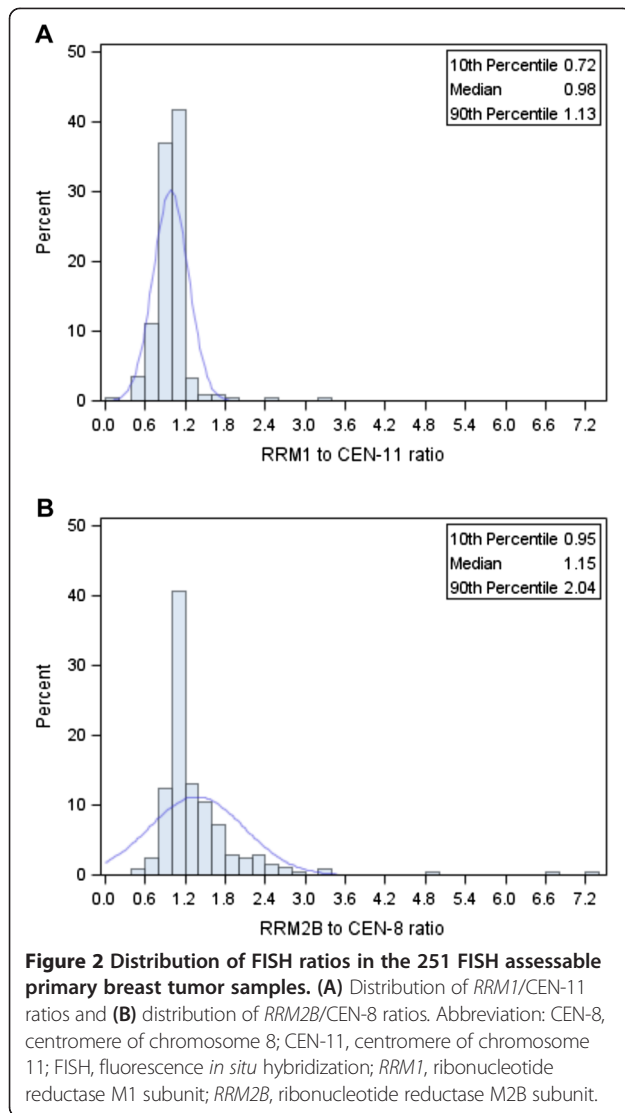 A
10th Percentile 0.72
Median 0.98
90th Percentile 1.13
50
40
30
20
10
0
Percent
0.0 0.6 1.2 1.8 2.4 3.0 3.6 4.2 4.8 5.4 6.0 6.6 7.2
RRM1 to CEN-11 ratio
B
10th Percentile 0.95
Median 1.15
90th Percentile 2.04
50
40
30
20
10
0
Percent
0.0 0.6 1.2 1.8 2.4 3.0 3.6 4.2 4.8 5.4 6.0 6.6 7.2
RRM2B to CEN-8 ratio
Figure 2 Distribution of FISH ratios in the 251 FISH assessable
primary breast tumor samples. (A) Distribution of RRM1/CEN-11
ratios and (B) distribution of RRM2B/CEN-8 ratios. Abbreviation: CEN-8,
centromere of chromosome 8; CEN-11, centromere of chromosome
11; FISH, fluorescence in situ hybridization; RRM1, ribonucleotide
reductase M1 subunit; RRM2B, ribonucleotide reductase M2B subunit.